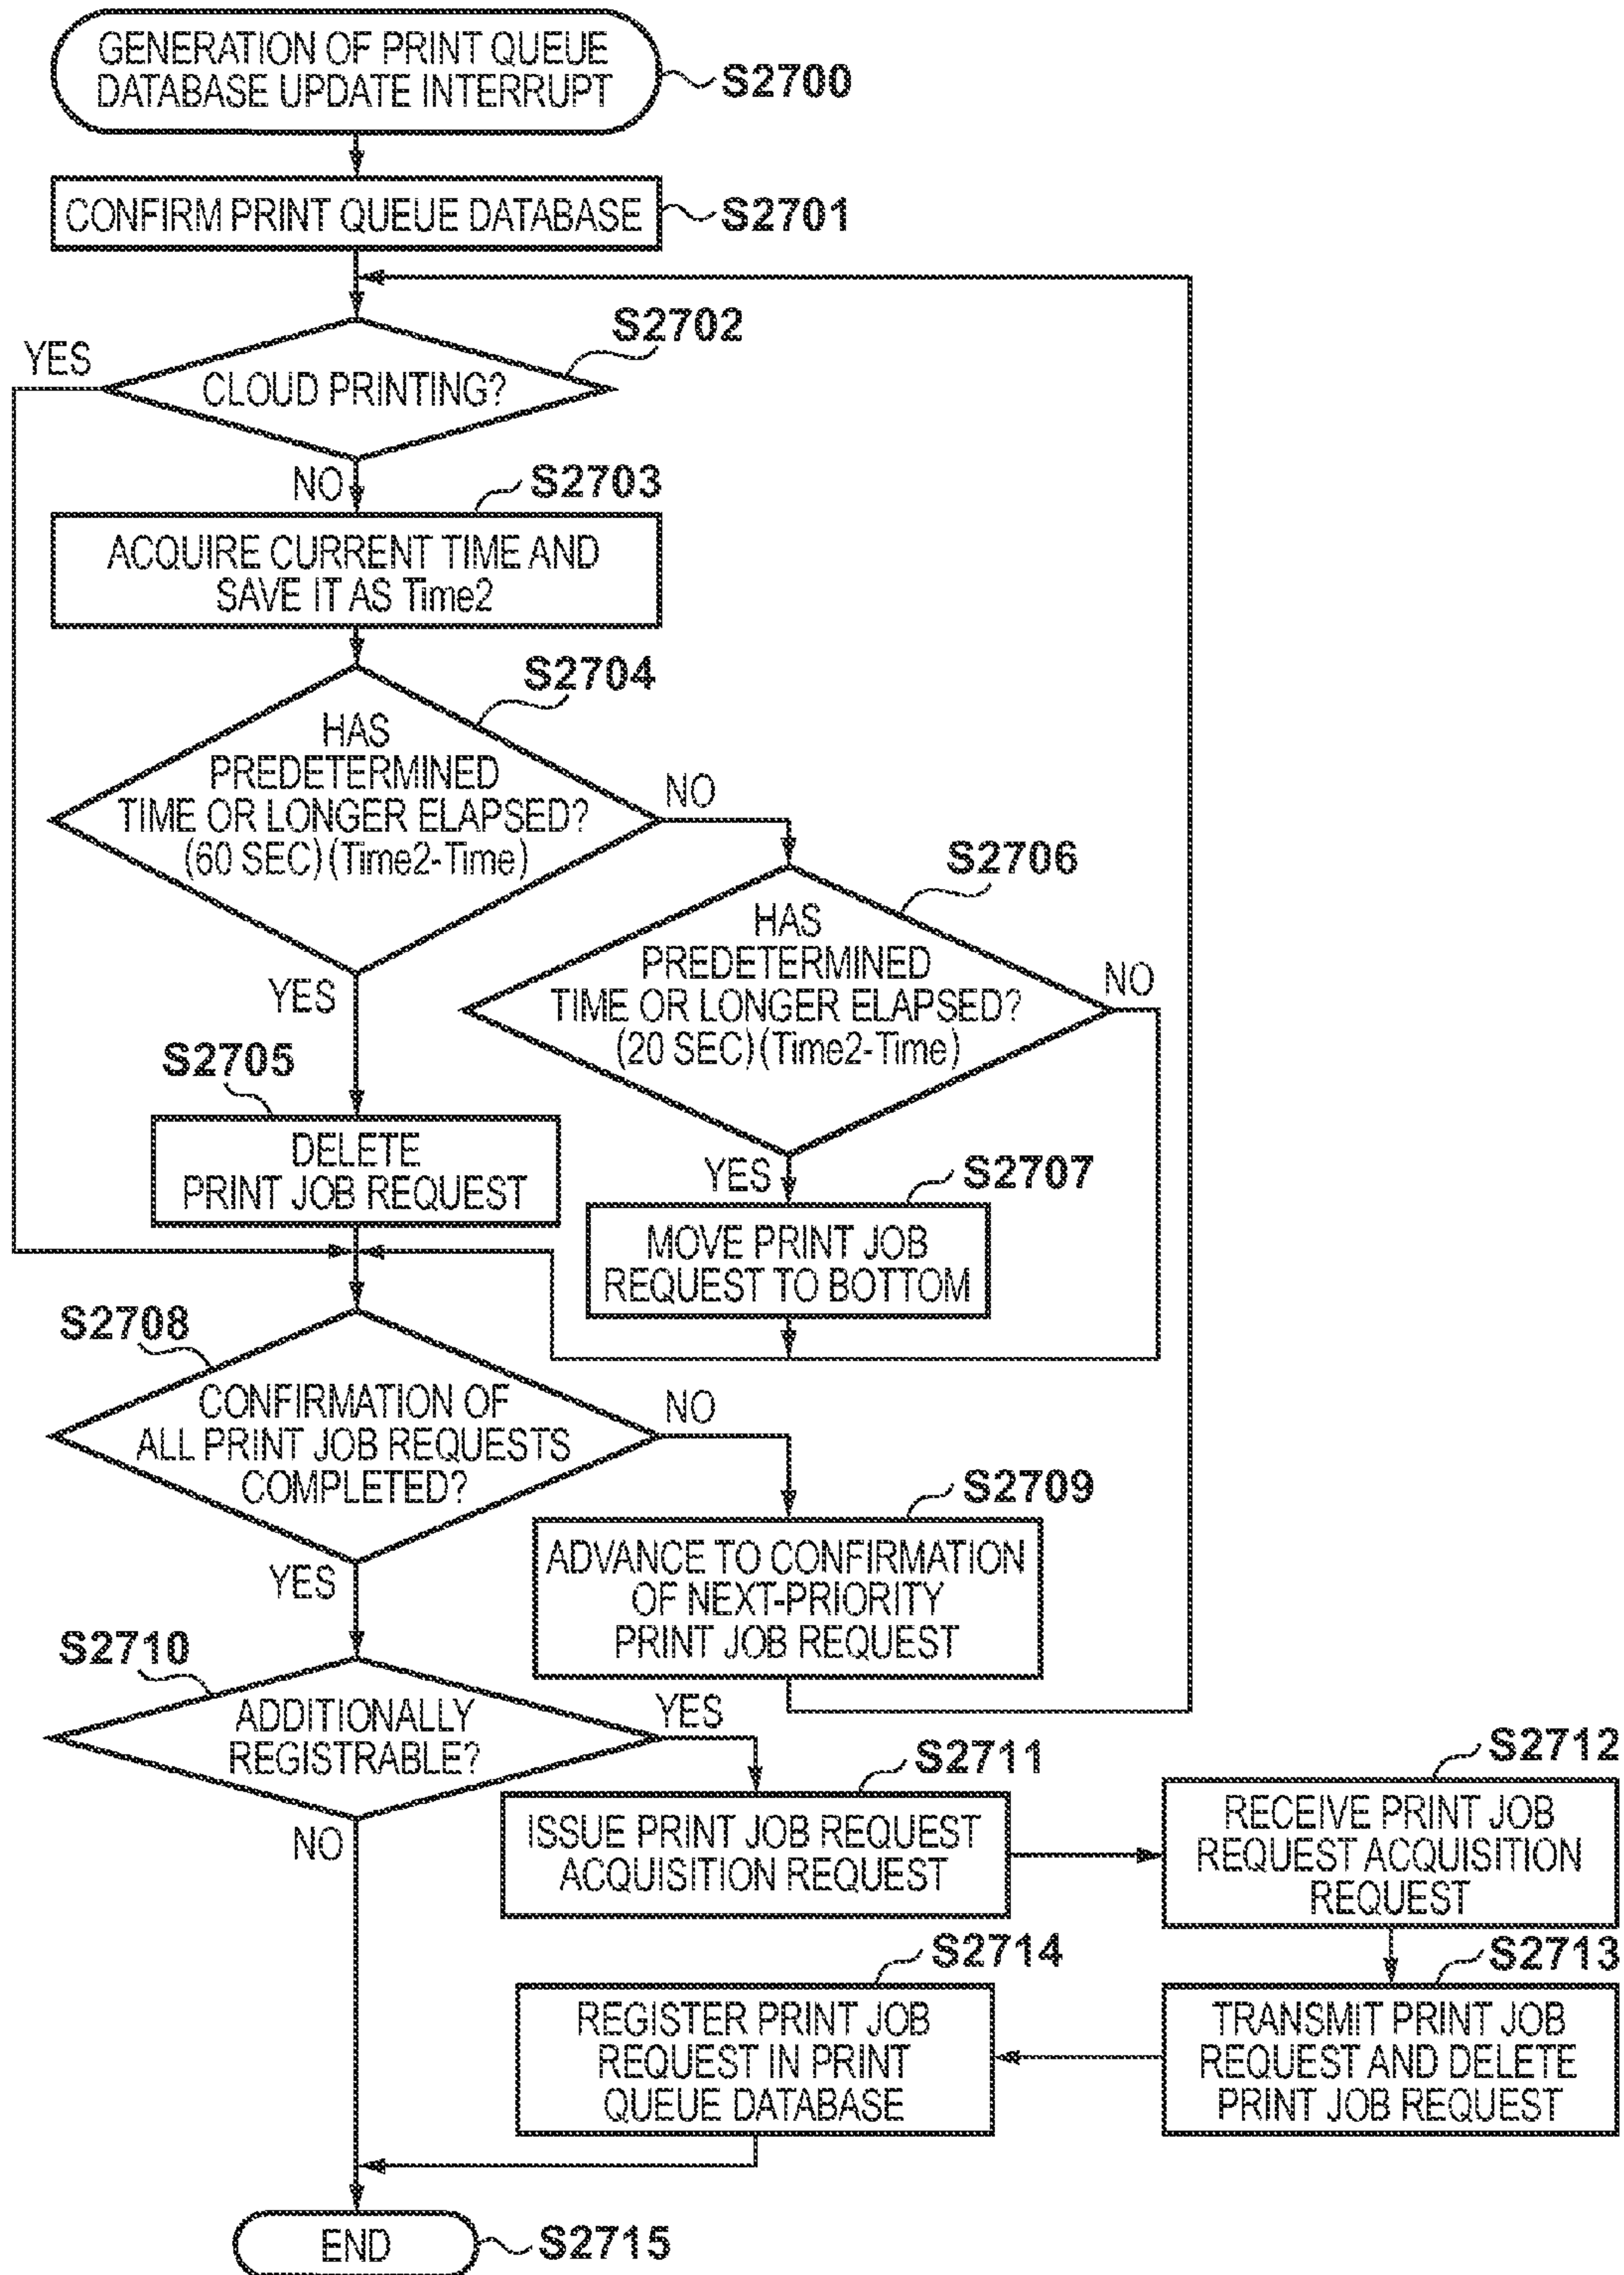 GENERATION OF PRINT QUEUE
DATABASE UPDATE INTERRUPT
S2700
CONFIRM PRINT QUEUE DATABASE
S2701
S2702
YES
CLOUD PRINTING?
NO
S2703
ACQUIRE CURRENT TIME AND
SAVE IT AS Time2
S2704
HAS
PREDETERMINED
TIME OR LONGER ELAPSED?
(60 SEC) (Time2-Time)
NO
YES
S2706
HAS
PREDETERMINED
TIME OR LONGER ELAPSED?
(20 SEC) (Time2-Time)
NO
YES
S2705
DELETE
PRINT JOB REQUEST
S2707
MOVE PRINT JOB
REQUEST TO BOTTOM
S2708
CONFIRMATION OF
ALL PRINT JOB REQUESTS
COMPLETED?
NO
YES
S2709
ADVANCE TO CONFIRMATION
OF NEXT-PRIORITY
PRINT JOB REQUEST
S2710
ADDITIONALLY
REGISTRABLE?
YES
NO
S2711
ISSUE PRINT JOB REQUEST
ACQUISITION REQUEST
S2712
RECEIVE PRINT JOB
REQUEST ACQUISITION
REQUEST
S2713
TRANSMIT PRINT JOB
REQUEST AND DELETE
PRINT JOB REQUEST
S2714
REGISTER PRINT JOB
REQUEST IN PRINT
QUEUE DATABASE
END
S2715